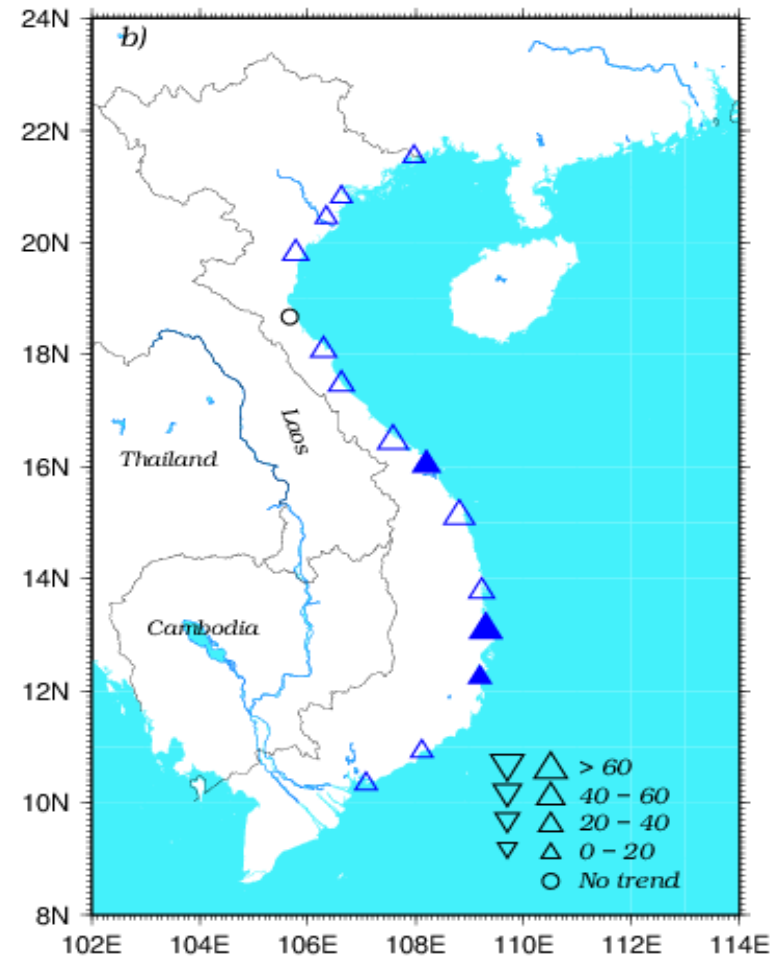 24N
b)
22N
20N
18N
Laos
Thailand
16N
14N
Cambodia
12N
> 60
40 – 60
10N
20 – 40
0 – 20
No trend
8N
102E 104E 106E 108E 110E 112E 114E